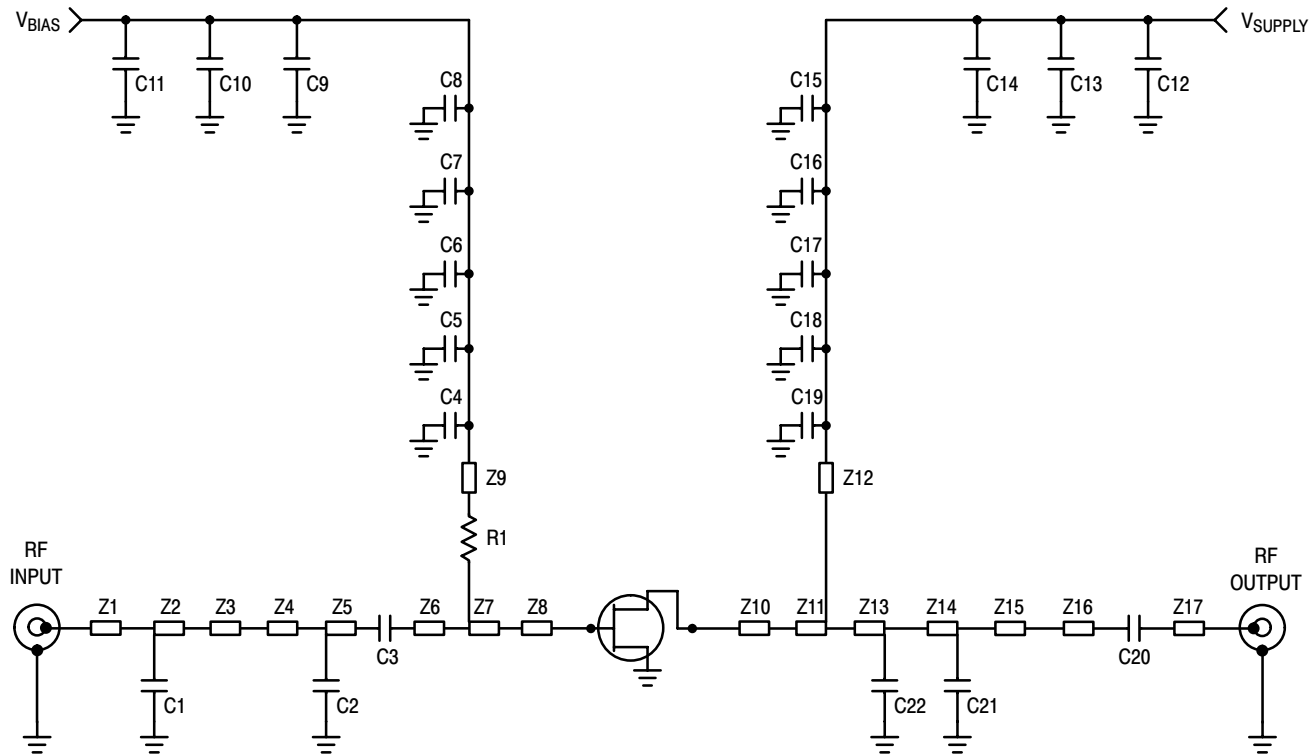 VBIAS
VSUPPLY
C11
C10
C9
C8
C15
C14
C13
C12
C7
C16
C6
C17
C5
C18
C4
C19
Z9
Z12
R1
RF
INPUT
RF
OUTPUT
Z1
Z2
Z3
Z4
Z5
Z6
Z7
Z8
Z10
Z11
Z13
Z14
Z15
Z16
Z17
C3
C20
C1
C2
C22
C21